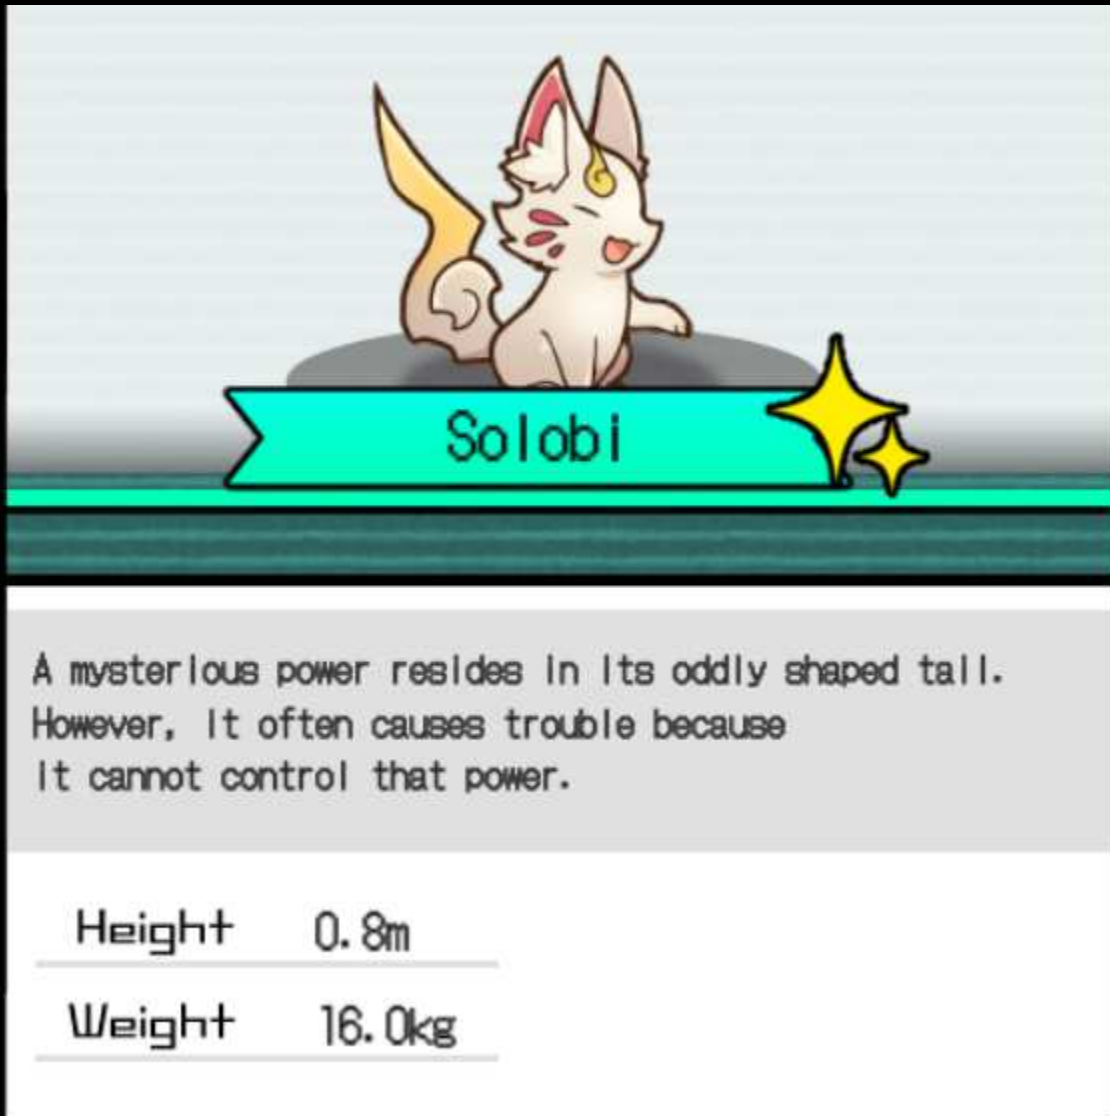 Solobi
A mysterious power resides in its oddly shaped tail.
However, it often causes trouble because
it cannot control that power.
Height 0.8m
Weight 16.0kg